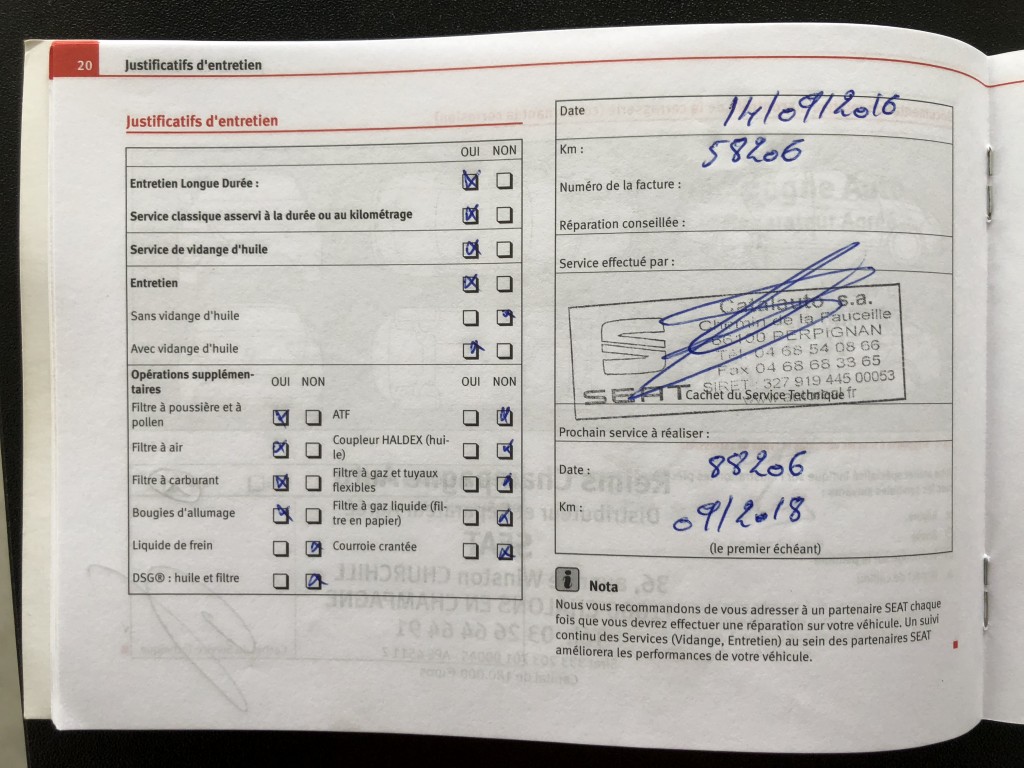 20 Justificatifs d'entretien
Justificatifs d'entretien
OUI NON
Entretien Longue Durée :
Service classique asservi à la durée ou au kilométrage
Service de vidange d'huile
Entretien
Sans vidange d'huile
Avec vidange d'huile
Opérations supplémen-
taires
OUI NON
OUI NON
Filtre à poussière et à
pollen
ATF
Filtre à air
Coupleur HALDEX (hui-
le)
Filtre à carburant
Filtre à gaz et tuyaux
flexibles
Bougies d'allumage
Filtre à gaz liquide (fil-
tre en papier)
Liquide de frein
Courroie crantée
DSG® : huile et filtre
Date 14/09/2016
Km : 58206
Numéro de la facture :
Réparation conseillée :
Service effectué par :
Catalauto s.a.
Chemin de la Fauceille
66100 PERPIGNAN
Tél. 04 68 54 08 66
Fax 04 68 68 33 65
SEAT SIRET : 327 919 445 00053
Cachet du Service Technique
Prochain service à réaliser :
Date : 88206
Km : 09/2018
(le premier échéant)
i Nota
Nous vous recommandons de vous adresser à un partenaire SEAT chaque
fois que vous devrez effectuer une réparation sur votre véhicule. Un suivi
continu des Services (Vidange, Entretien) au sein des partenaires SEAT
améliorera les performances de votre véhicule.